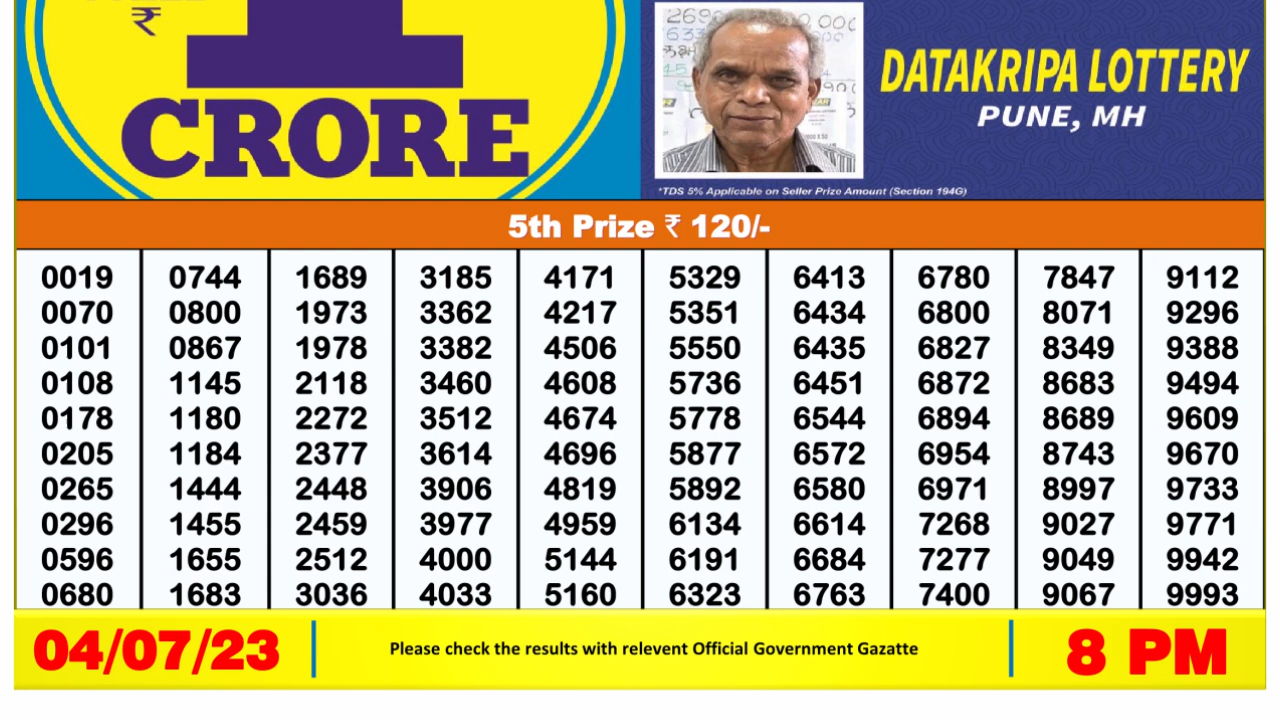 ₹
1
CRORE
DATAKRIPA LOTTERY
PUNE, MH
*TDS 5% Applicable on Seller Prize Amount (Section 194G)
5th Prize ₹ 120/-
0019 0744 1689 3185 4171 5329 6413 6780 7847 9112
0070 0800 1973 3362 4217 5351 6434 6800 8071 9296
0101 0867 1978 3382 4506 5550 6435 6827 8349 9388
0108 1145 2118 3460 4608 5736 6451 6872 8683 9494
0178 1180 2272 3512 4674 5778 6544 6894 8689 9609
0205 1184 2377 3614 4696 5877 6572 6954 8743 9670
0265 1444 2448 3906 4819 5892 6580 6971 8997 9733
0296 1455 2459 3977 4959 6134 6614 7268 9027 9771
0596 1655 2512 4000 5144 6191 6684 7277 9049 9942
0680 1683 3036 4033 5160 6323 6763 7400 9067 9993
04/07/23 Please check the results with relevent Official Government Gazatte 8 PM